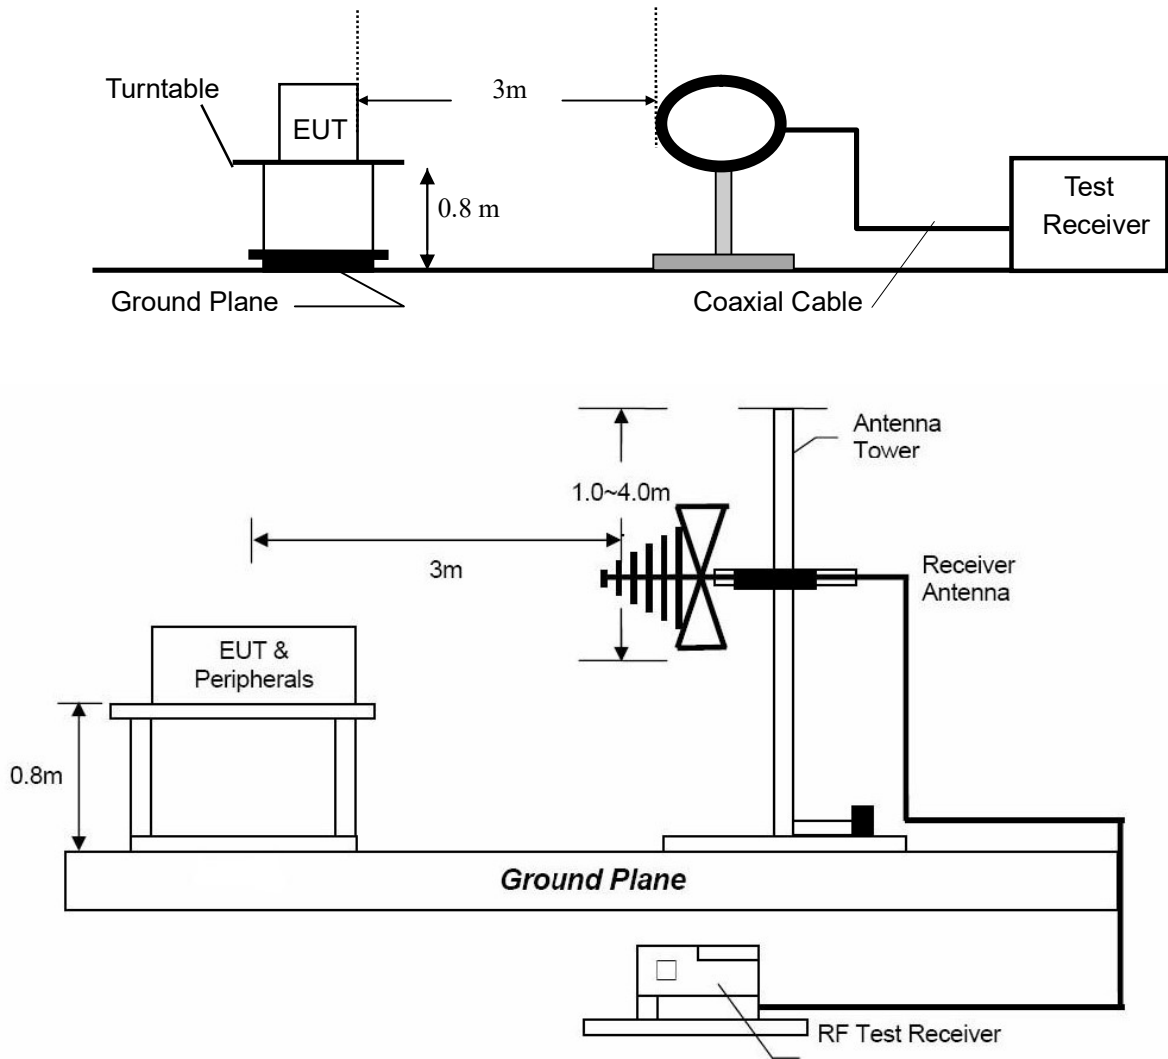 3m
Turntable
EUT
0.8 m
Test
Receiver
Ground Plane
Coaxial Cable
Antenna
Tower
1.0~4.0m
3m
Receiver
Antenna
EUT &
Peripherals
0.8m
Ground Plane
RF Test Receiver